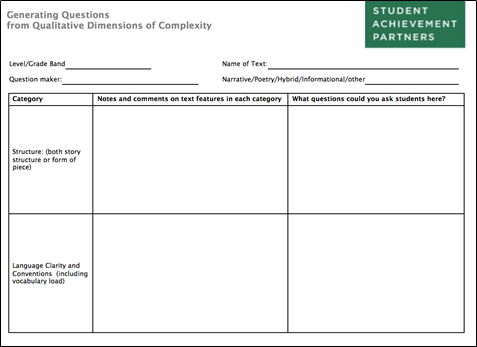 Generating Questions
from Qualitative Dimensions of Complexity
STUDENT
ACHIEVEMENT
PARTNERS
Level/Grade Band
Name of Text:
Question maker:
Narrative/Poetry/Hybrid/Informational/other
Category
Notes and comments on text features in each category
What questions could you ask students here?
Structure: (both story
structure or form of
piece)
Language Clarity and
Conventions (including
vocabulary load)